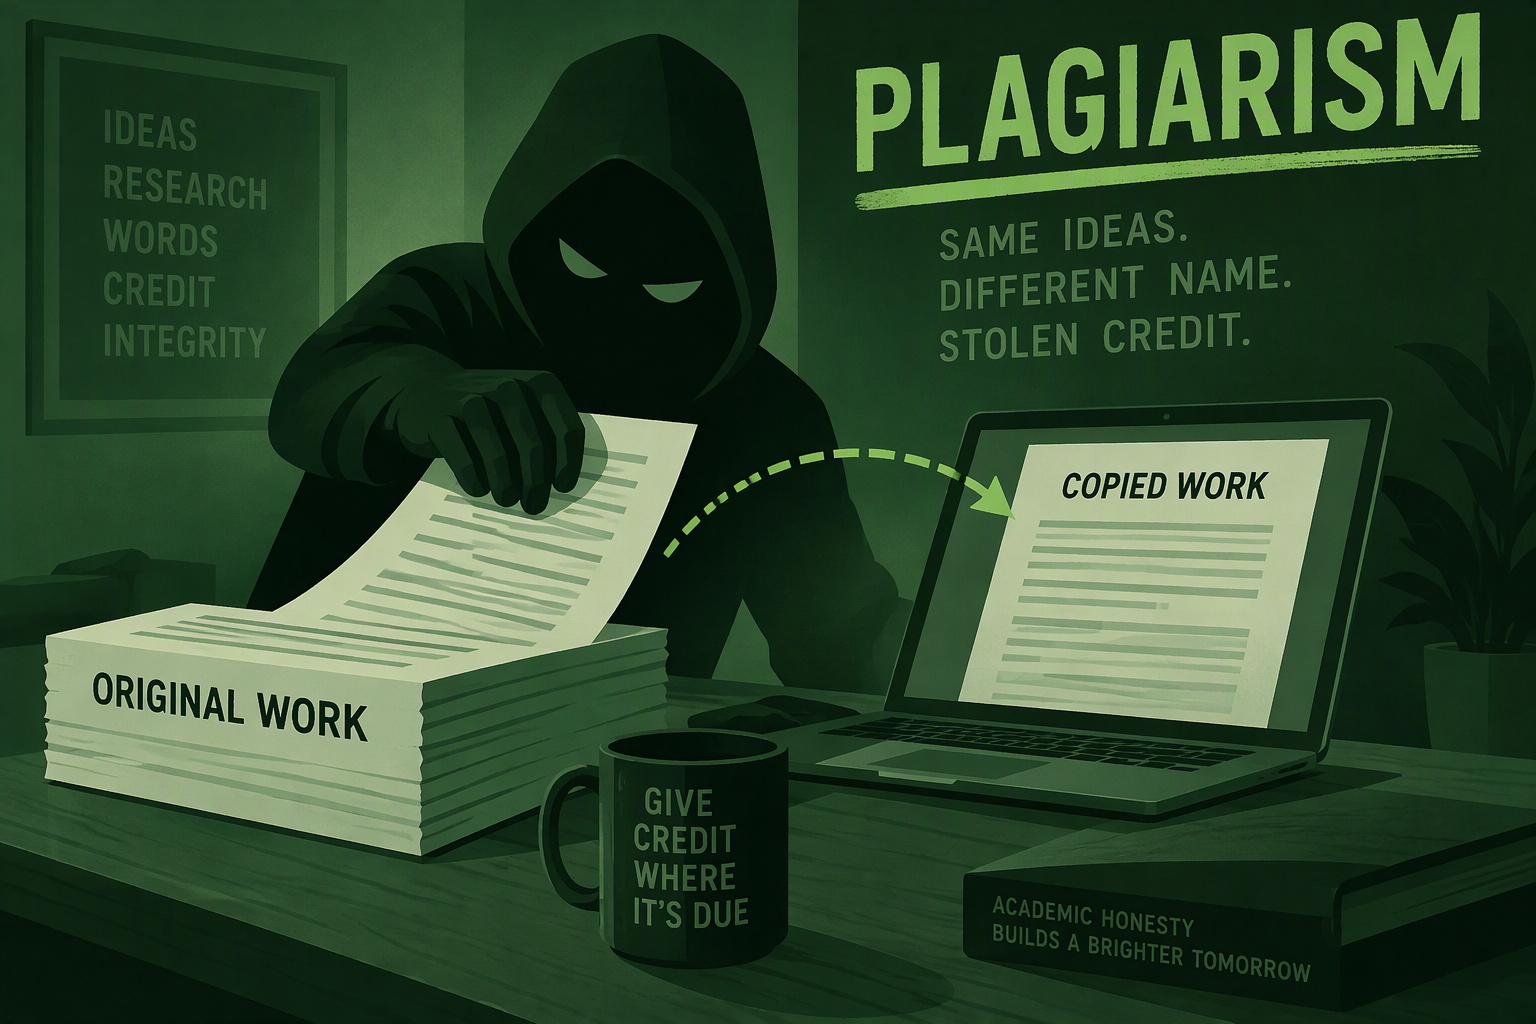 IDEAS
RESEARCH
WORDS
CREDIT
INTEGRITY
PLAGIARISM
SAME IDEAS.
DIFFERENT NAME.
STOLEN CREDIT.
COPIED WORK
ORIGINAL WORK
GIVE
CREDIT
WHERE
IT'S DUE
ACADEMIC HONESTY
BUILDS A BRIGHTER TOMORROW